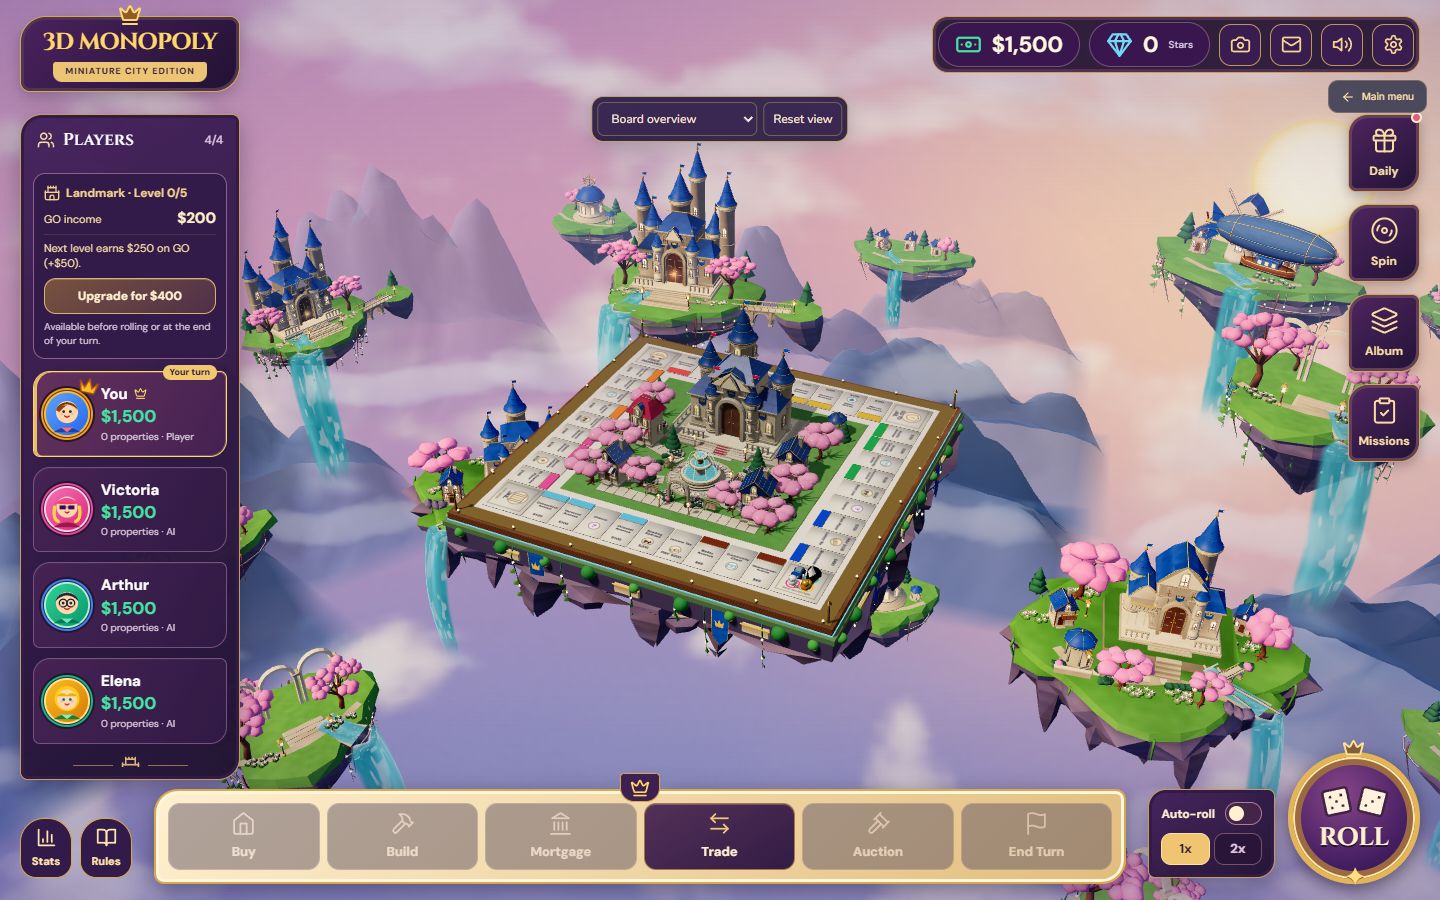 3D MONOPOLY
MINIATURE CITY EDITION
$1,500
0 Stars
Main menu
Board overview
Reset view
Players
4/4
Landmark · Level 0/5
GO income
$200
Next level earns $250 on GO
(+$50).
Upgrade for $400
Available before rolling or at the end
of your turn.
Your turn
You
$1,500
0 properties · Player
Victoria
$1,500
0 properties · AI
Arthur
$1,500
0 properties · AI
Elena
$1,500
0 properties · AI
Daily
Spin
Album
Missions
Stats
Rules
Buy
Build
Mortgage
Trade
Auction
End Turn
Auto-roll
1x
2x
ROLL